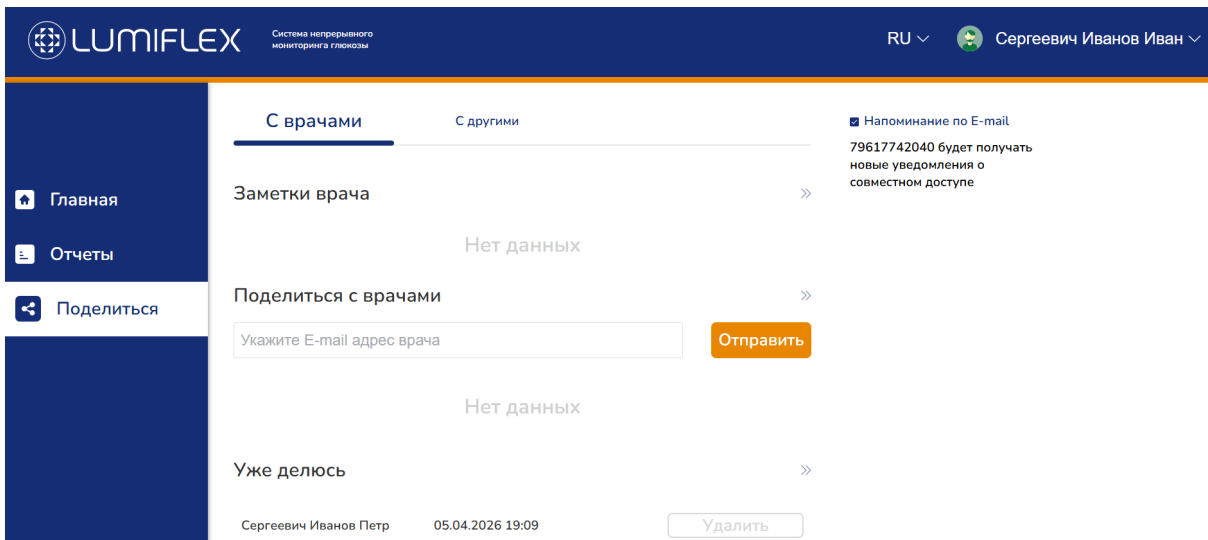 LUMIFLEX
Система непрерывного
мониторинга глюкозы
RU
Сергеевич Иванов Иван
С врачами
С другими
Напоминание по E-mail
79617742040 будет получать
новые уведомления о
совместном доступе
Главная
Отчеты
Поделиться
Заметки врача
Нет данных
Поделиться с врачами
Укажите E-mail адрес врача
Отправить
Нет данных
Уже делюсь
Сергеевич Иванов Петр 05.04.2026 19:09 Удалить